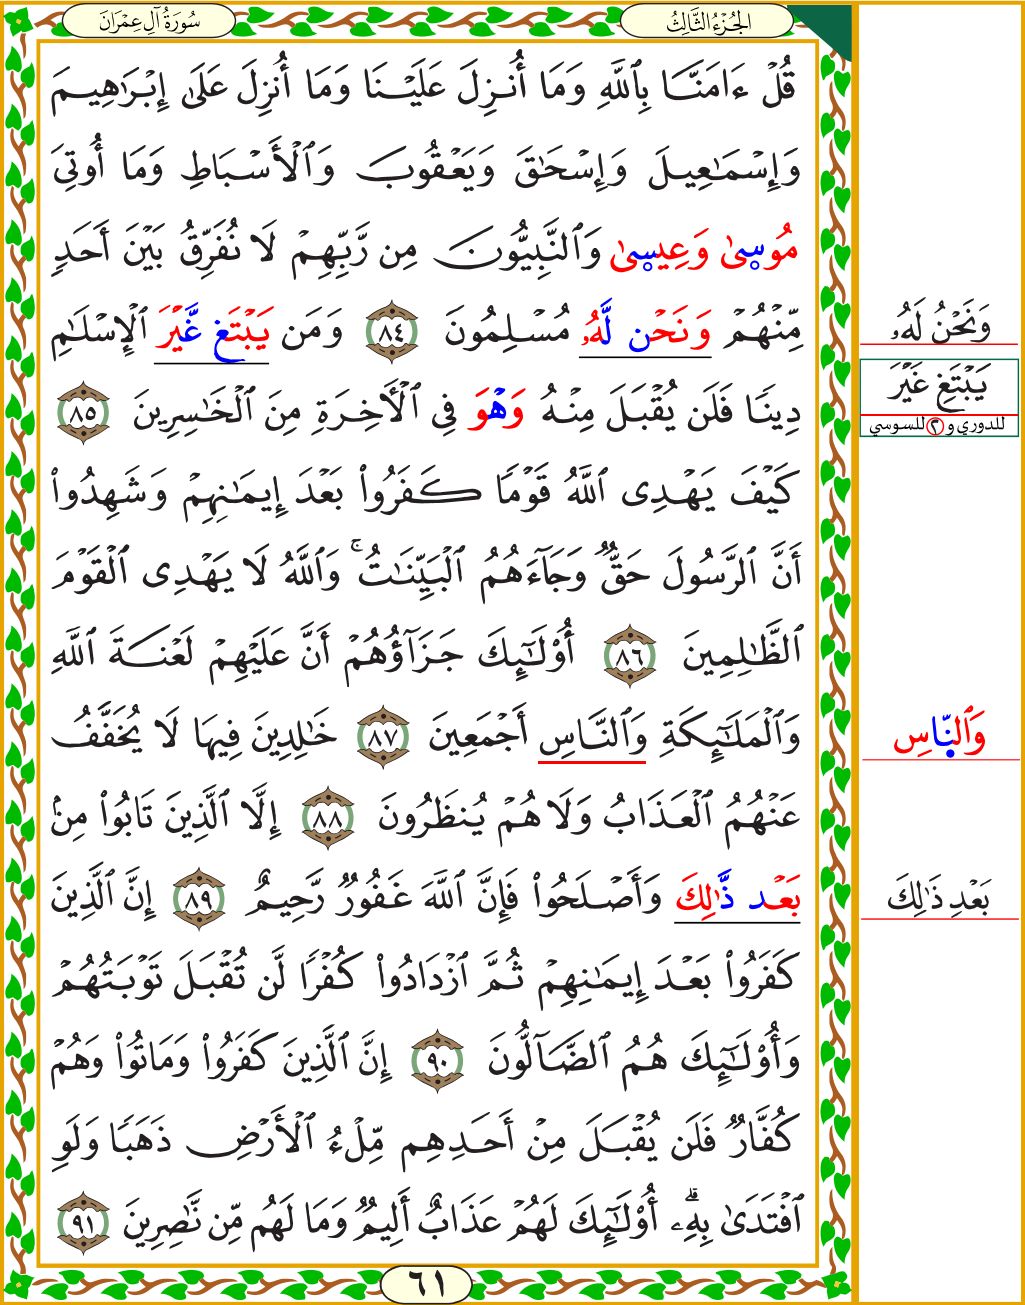 الجُزْءُ الثَّالِثُ
سُورَةُ آلِ عِمْرَانَ
قُلْ ءَامَنَّا بِٱللَّهِ وَمَا أُنزِلَ عَلَيْنَا وَمَا أُنزِلَ عَلَىٰ إِبْرَٰهِيمَ
وَإِسْمَٰعِيلَ وَإِسْحَٰقَ وَيَعْقُوبَ وَٱلْأَسْبَاطِ وَمَا أُوتِيَ
مُوسَىٰ وَعِيسَىٰ وَٱلنَّبِيُّونَ مِن رَّبِّهِمْ لَا نُفَرِّقُ بَيْنَ أَحَدٍ
مِّنْهُمْ وَنَحْن لَّهُۥ مُسْلِمُونَ ٨٤ وَمَن يَبْتَغ غَّيْرَ ٱلْإِسْلَٰمِ
دِينًا فَلَن يُقْبَلَ مِنْهُ وَهْوَ فِي ٱلْأَخِرَةِ مِنَ ٱلْخَٰسِرِينَ ٨٥
كَيْفَ يَهْدِى ٱللَّهُ قَوْمًا كَفَرُوا۟ بَعْدَ إِيمَٰنِهِمْ وَشَهِدُوا۟
أَنَّ ٱلرَّسُولَ حَقٌّ وَجَآءَهُمُ ٱلْبَيِّنَٰتُ ۚ وَٱللَّهُ لَا يَهْدِى ٱلْقَوْمَ
ٱلظَّٰلِمِينَ ٨٦ أُو۟لَٰٓئِكَ جَزَآؤُهُمْ أَنَّ عَلَيْهِمْ لَعْنَةَ ٱللَّهِ
وَٱلْمَلَٰٓئِكَةِ وَٱلنَّاسِ أَجْمَعِينَ ٨٧ خَٰلِدِينَ فِيهَا لَا يُخَفَّفُ
عَنْهُمُ ٱلْعَذَابُ وَلَا هُمْ يُنظَرُونَ ٨٨ إِلَّا ٱلَّذِينَ تَابُوا۟ مِنۢ
بَعْد ذَّٰلِكَ وَأَصْلَحُوا۟ فَإِنَّ ٱللَّهَ غَفُورٌ رَّحِيمٌ ٨٩ إِنَّ ٱلَّذِينَ
كَفَرُوا۟ بَعْدَ إِيمَٰنِهِمْ ثُمَّ ٱزْدَادُوا۟ كُفْرًا لَّن تُقْبَلَ تَوْبَتُهُمْ
وَأُو۟لَٰٓئِكَ هُمُ ٱلضَّآلُّونَ ٩٠ إِنَّ ٱلَّذِينَ كَفَرُوا۟ وَمَاتُوا۟ وَهُمْ
كُفَّارٌ فَلَن يُقْبَلَ مِنْ أَحَدِهِم مِّلْءُ ٱلْأَرْضِ ذَهَبًا وَلَوِ
ٱفْتَدَىٰ بِهِۦٓ ۗ أُو۟لَٰٓئِكَ لَهُمْ عَذَابٌ أَلِيمٌ وَمَا لَهُم مِّن نَّٰصِرِينَ ٩١
٦١
وَنَحْنُ لَهُۥ
يَبْتَغِ غَيْرَ
للدوري و٢ للسوسي
وَٱلنَّاسِ
بَعْدِ ذَٰلِكَ